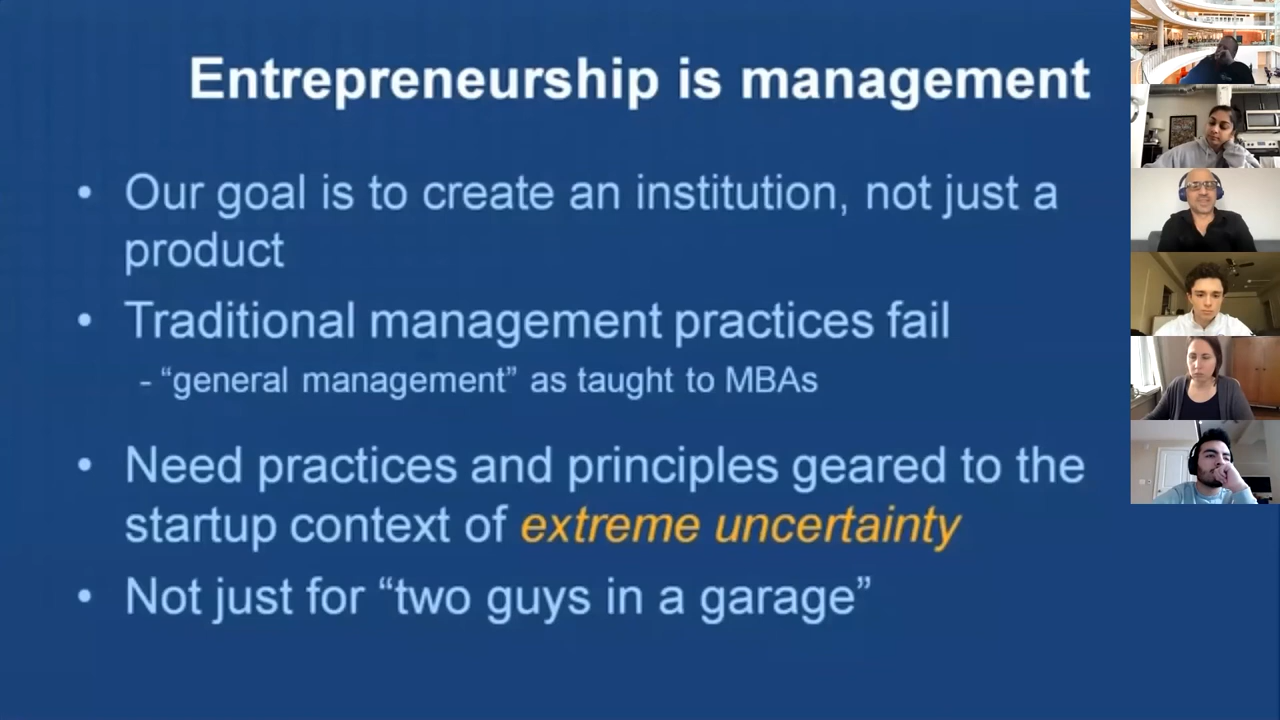 Entrepreneurship is management
• Our goal is to create an institution, not just a
product
• Traditional management practices fail
- “general management” as taught to MBAs
• Need practices and principles geared to the
startup context of extreme uncertainty
• Not just for “two guys in a garage”